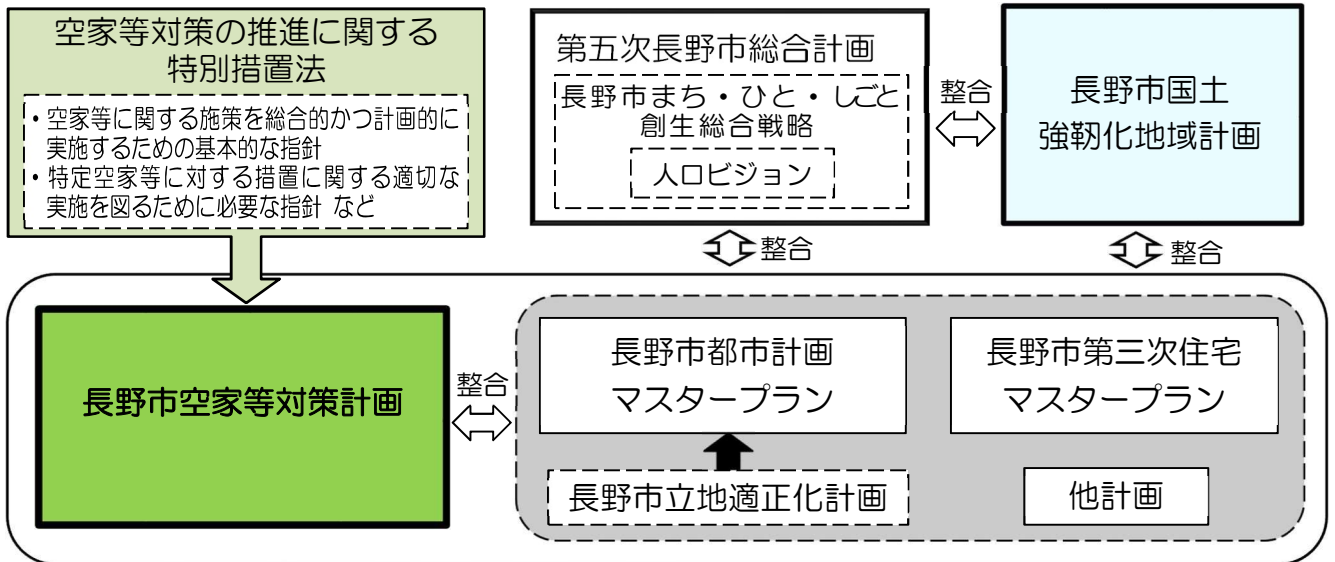 空家等対策の推進に関する
特別措置法
・空家等に関する施策を総合的かつ計画的に
実施するための基本的な指針
・特定空家等に対する措置に関する適切な
実施を図るために必要な指針 など
第五次長野市総合計画
長野市まち・ひと・しごと
創生総合戦略
人口ビジョン
整合
長野市国土
強靭化地域計画
整合
整合
長野市空家等対策計画
整合
長野市都市計画
マスタープラン
長野市第三次住宅
マスタープラン
長野市立地適正化計画
他計画